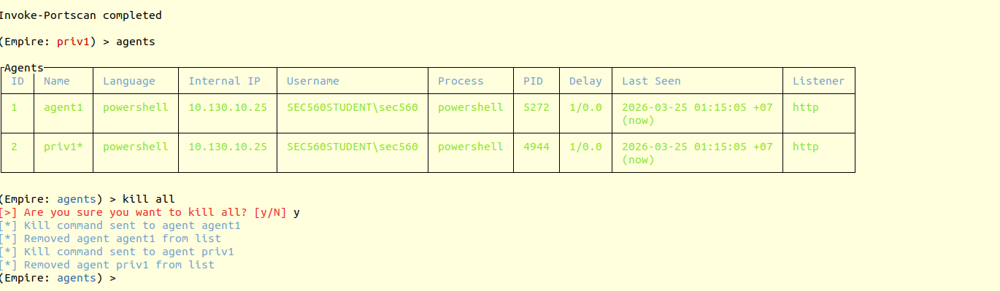 Invoke-Portscan completed
(Empire: priv1) > agents
Agents
ID Name Language Internal IP Username Process PID Delay Last Seen Listener
1 agent1 powershell 10.130.10.25 SEC560STUDENT\sec560 powershell 5272 1/0.0 2026-03-25 01:15:05 +07 http
(now)
2 priv1* powershell 10.130.10.25 SEC560STUDENT\sec560 powershell 4944 1/0.0 2026-03-25 01:15:05 +07 http
(now)
(Empire: agents) > kill all
[>] Are you sure you want to kill all? [y/N] y
[*] Kill command sent to agent agent1
[*] Removed agent agent1 from list
[*] Kill command sent to agent priv1
[*] Removed agent priv1 from list
(Empire: agents) >